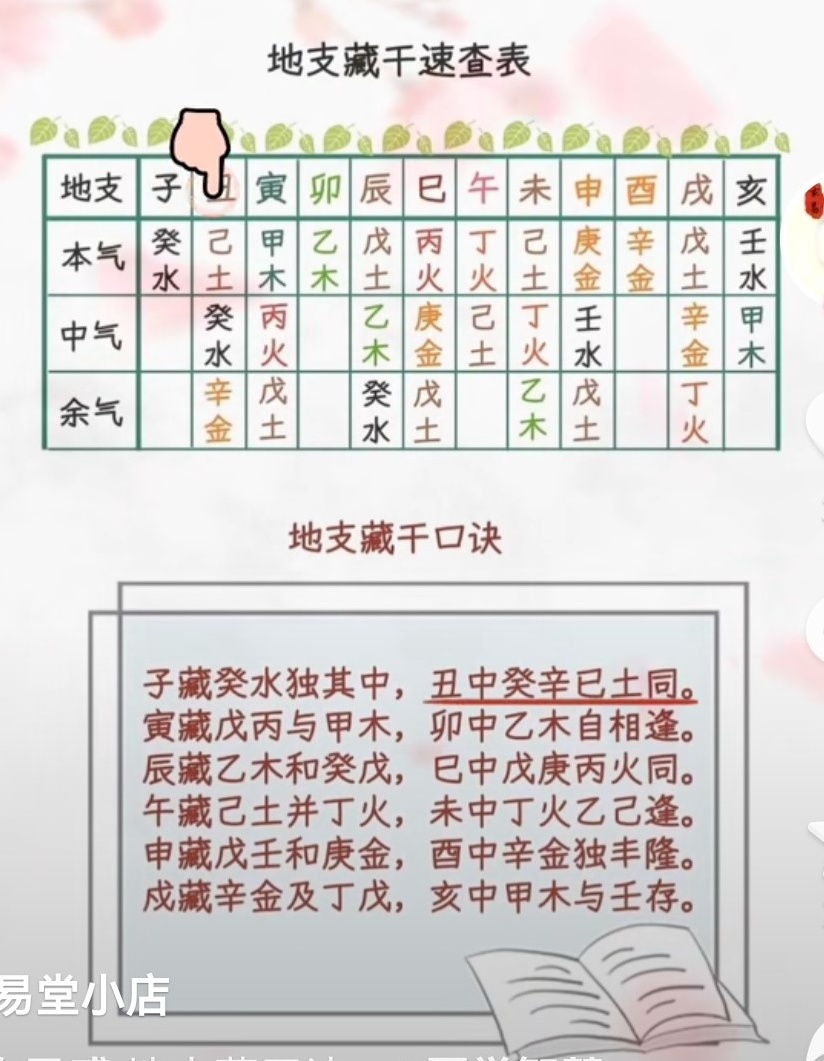 地支藏干速查表
地支 子 丑 寅 卯 辰 巳 午 未 申 酉 戌 亥
本气 癸水 己土 甲木 乙木 戊土 丙火 丁火 己土 庚金 辛金 戊土 壬水
中气 癸水 丙火 乙木 庚金 己土 丁火 壬水 辛金 甲木
余气 辛金 戊土 癸水 戊土 乙木 戊土 丁火
地支藏干口诀
子藏癸水独其中，丑中癸辛已土同。
寅藏戊丙与甲木，卯中乙木自相逢。
辰藏乙木和癸戊，巳中戊庚丙火同。
午藏己土并丁火，未中丁火乙己逢。
申藏戊壬和庚金，酉中辛金独丰隆。
戍藏辛金及丁戊，亥中甲木与壬存。
易堂小店